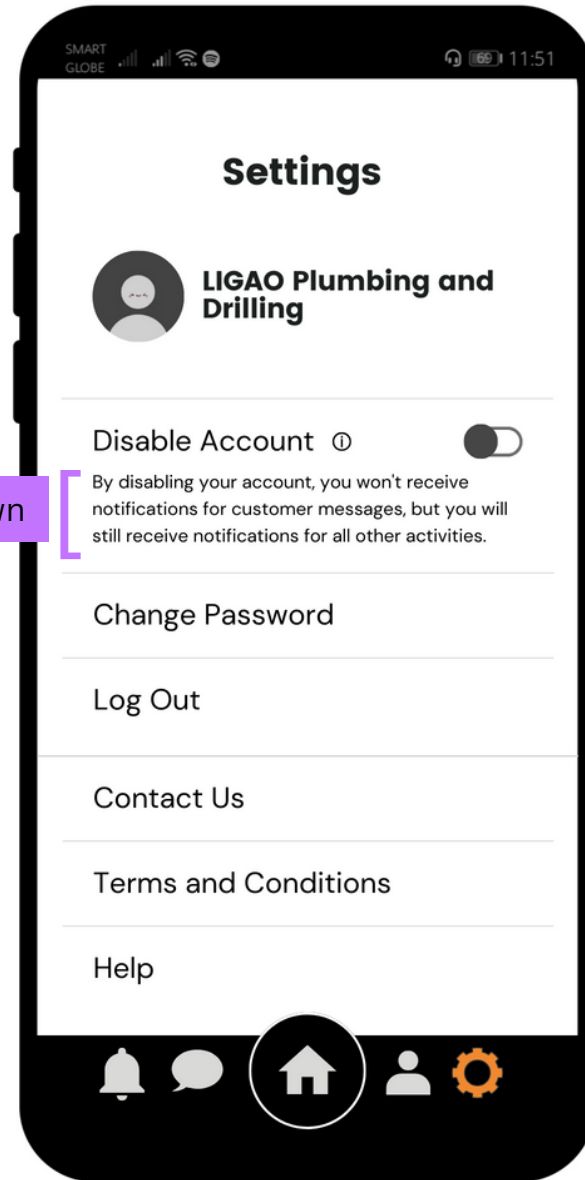 SMART
GLOBE
69 11:51
Settings
LIGAO Plumbing and
Drilling
Disable Account
By disabling your account, you won't receive
notifications for customer messages, but you will
still receive notifications for all other activities.
Change Password
Log Out
Contact Us
Terms and Conditions
Help